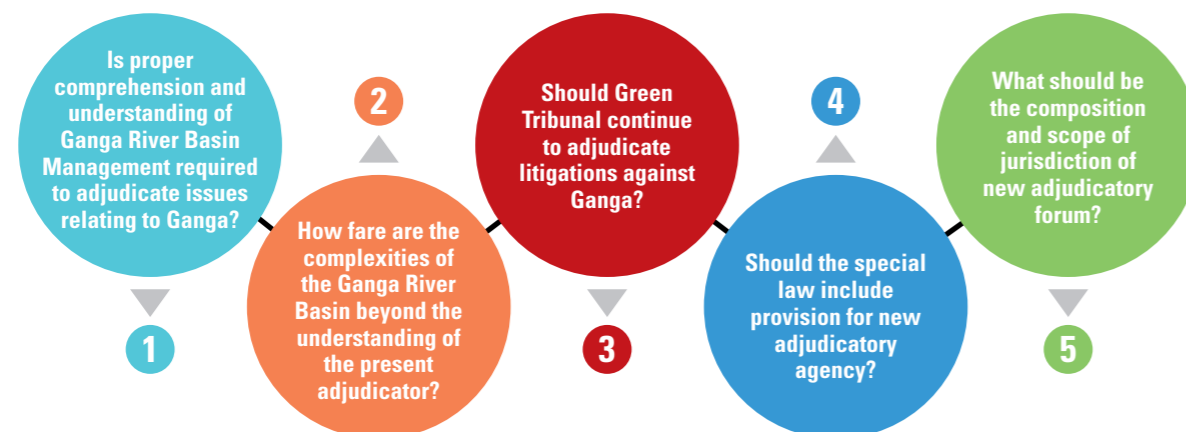 Is proper
comprehension and
understanding of
Ganga River Basin
Management required
to adjudicate issues
relating to Ganga?
1
2
How fare are the
complexities of
the Ganga River
Basin beyond the
understanding of
the present
adjudicator?
Should Green
Tribunal continue
to adjudicate
litigations against
Ganga?
3
4
Should the special
law include
provision for new
adjudicatory
agency?
What should be
the composition
and scope of
jurisdiction of
new adjudicatory
forum?
5